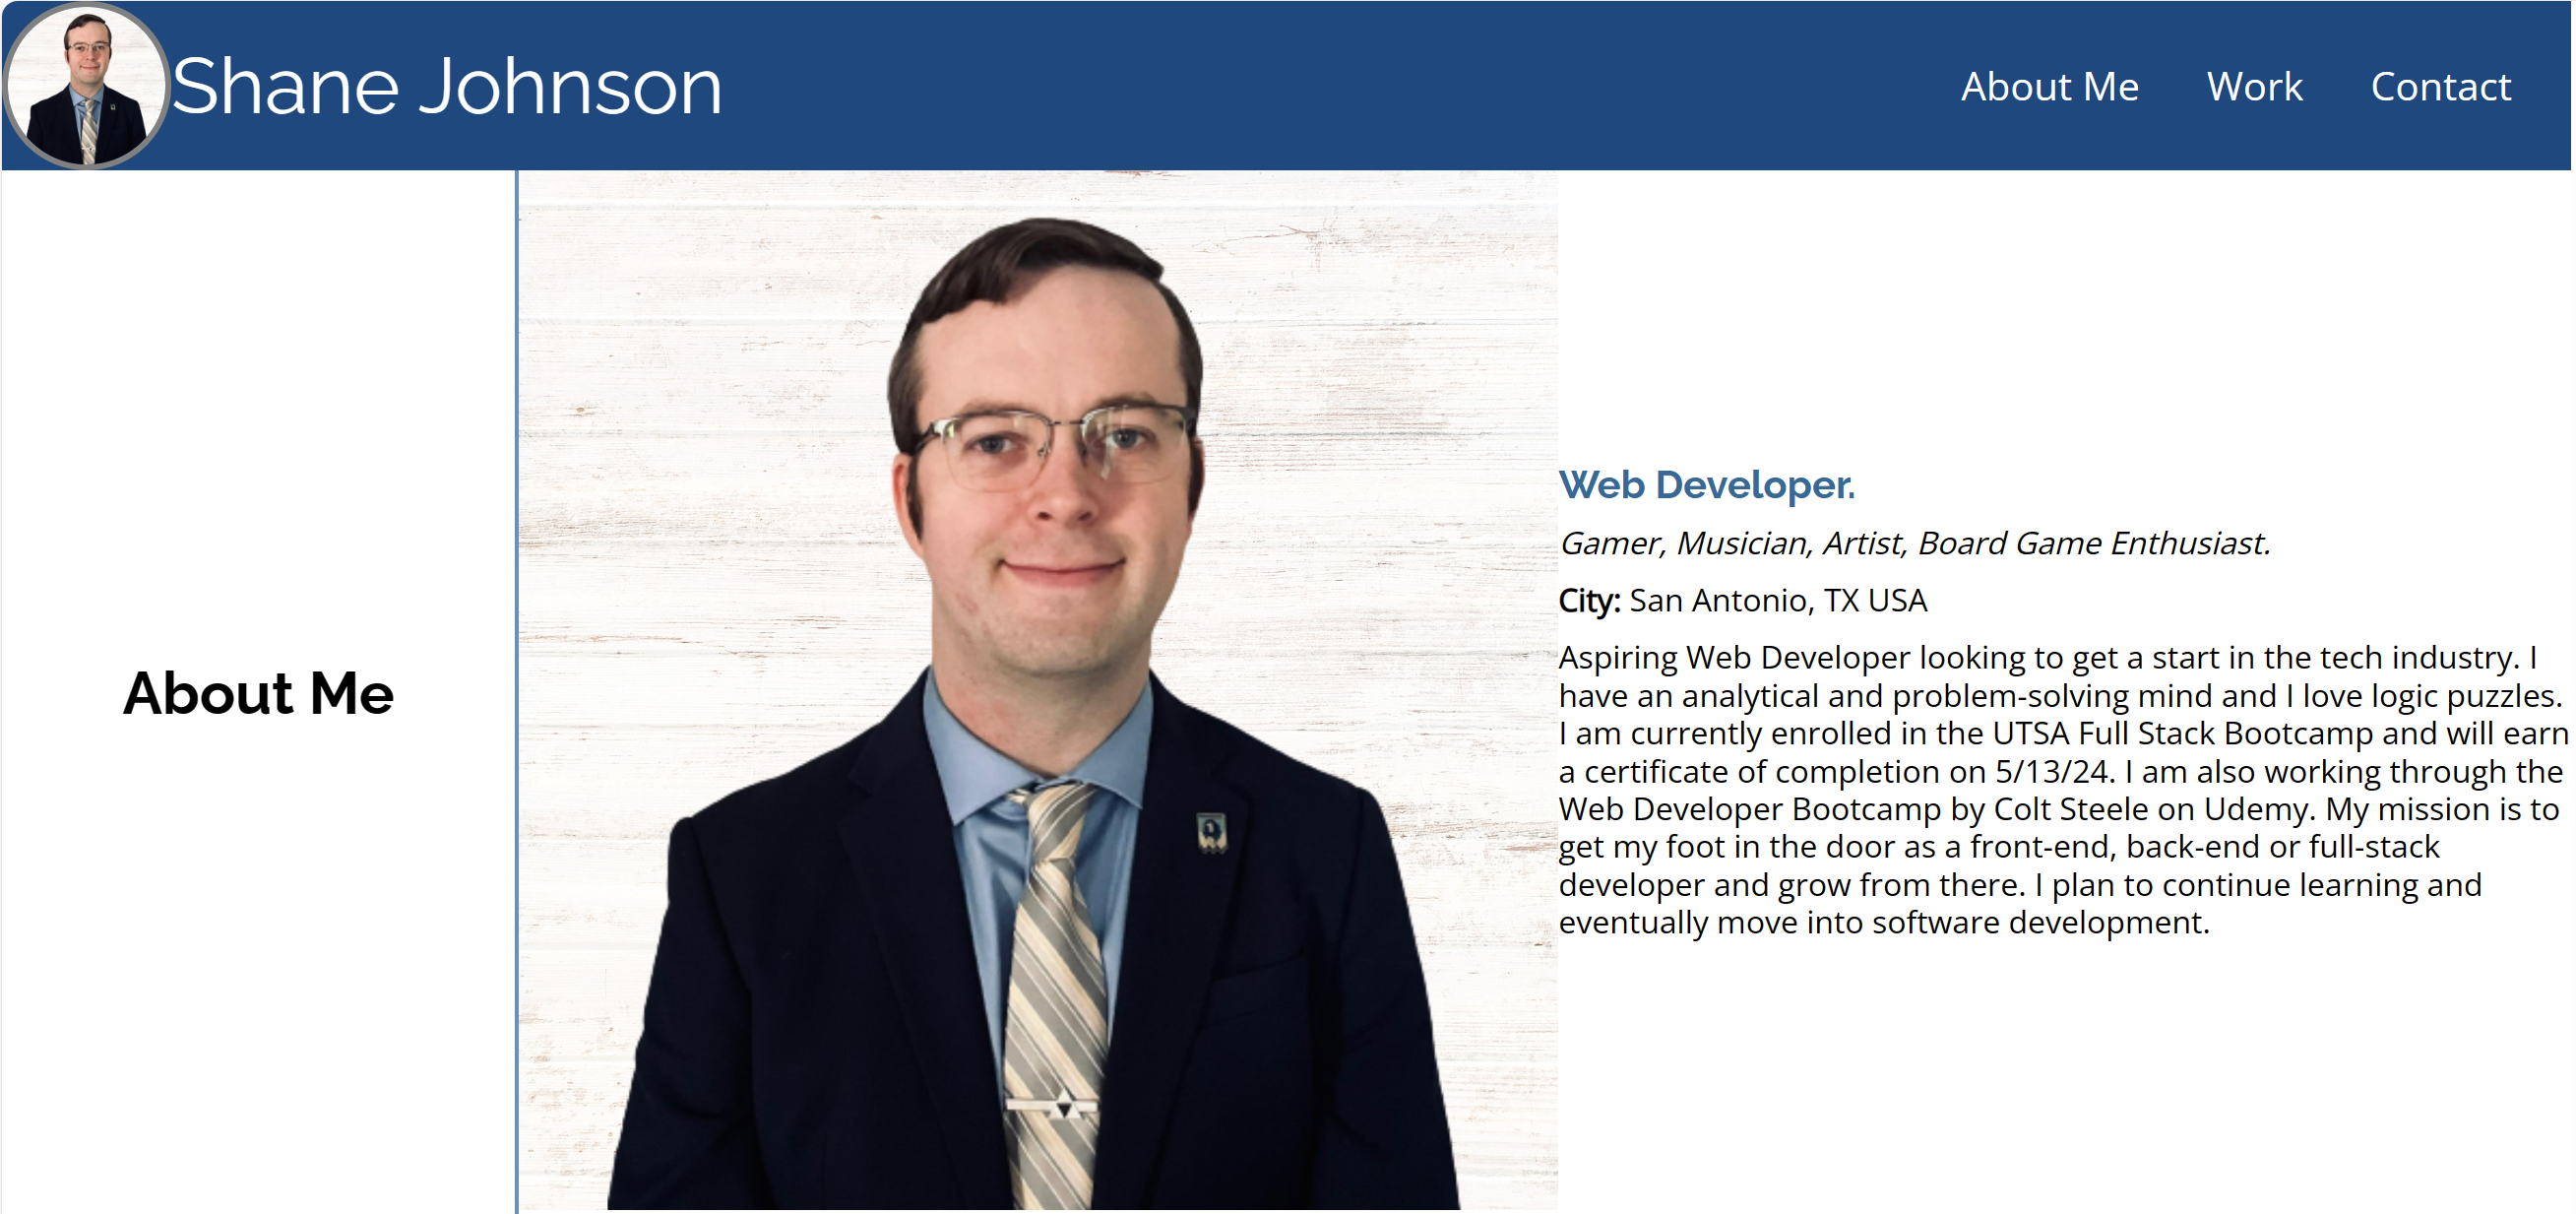 Shane Johnson
About Me
Work
Contact
About Me
Web Developer.
Gamer, Musician, Artist, Board Game Enthusiast.
City: San Antonio, TX USA
Aspiring Web Developer looking to get a start in the tech industry. I
have an analytical and problem-solving mind and I love logic puzzles.
I am currently enrolled in the UTSA Full Stack Bootcamp and will earn
a certificate of completion on 5/13/24. I am also working through the
Web Developer Bootcamp by Colt Steele on Udemy. My mission is to
get my foot in the door as a front-end, back-end or full-stack
developer and grow from there. I plan to continue learning and
eventually move into software development.